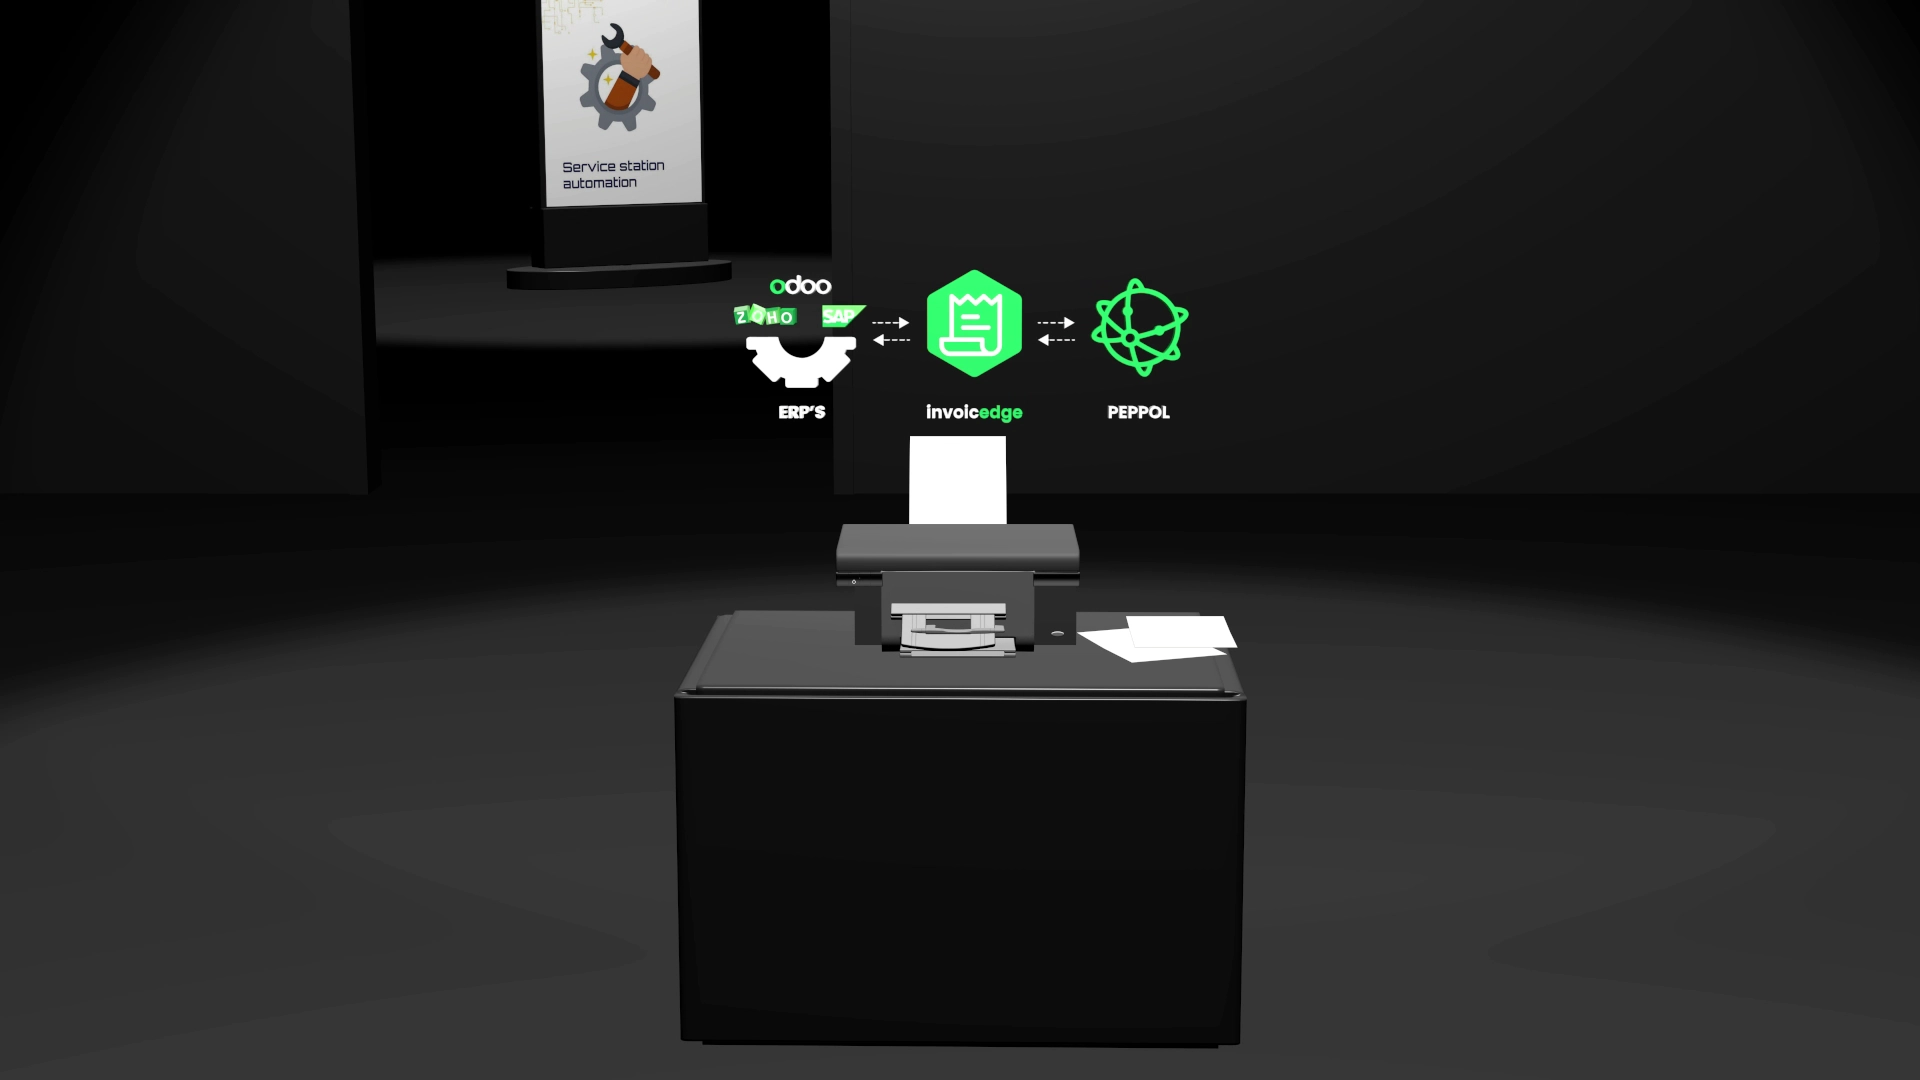 Service station
automation
odoo
ZOHO
SAP
ERP'S
invoicedge
PEPPOL